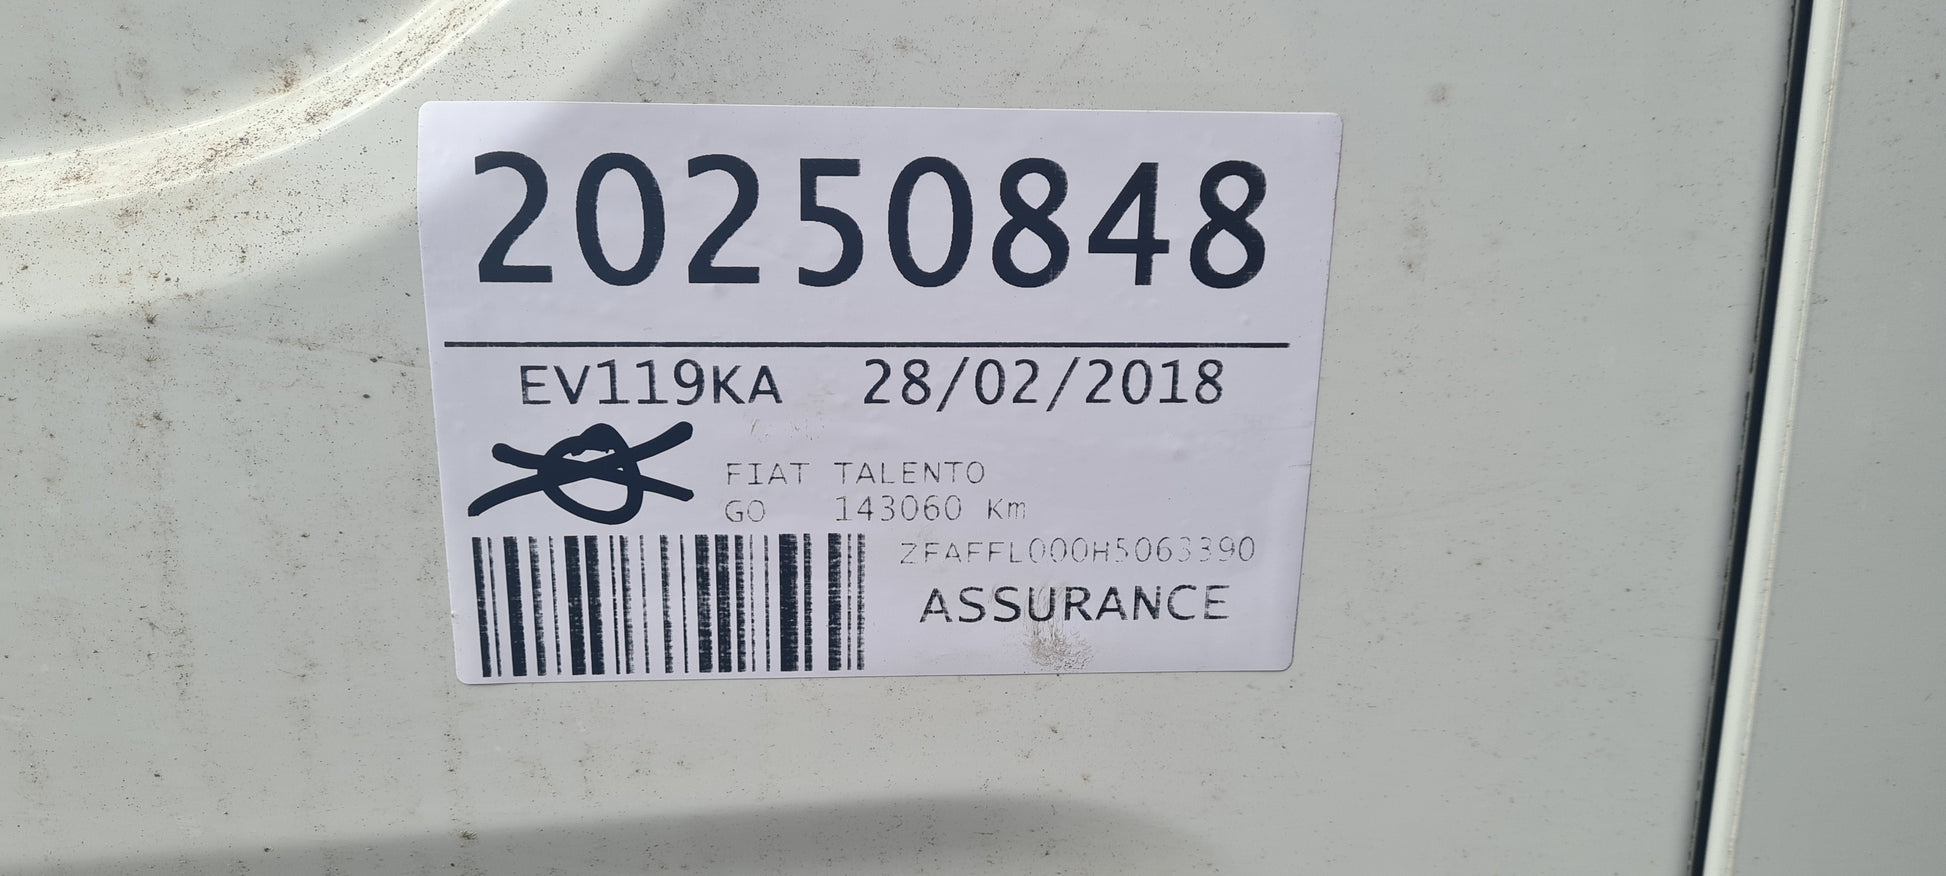 20250848
EV119KA 28/02/2018
FIAT TALENTO
GO 143060 Km
ZFAFFL000H5063390
ASSURANCE